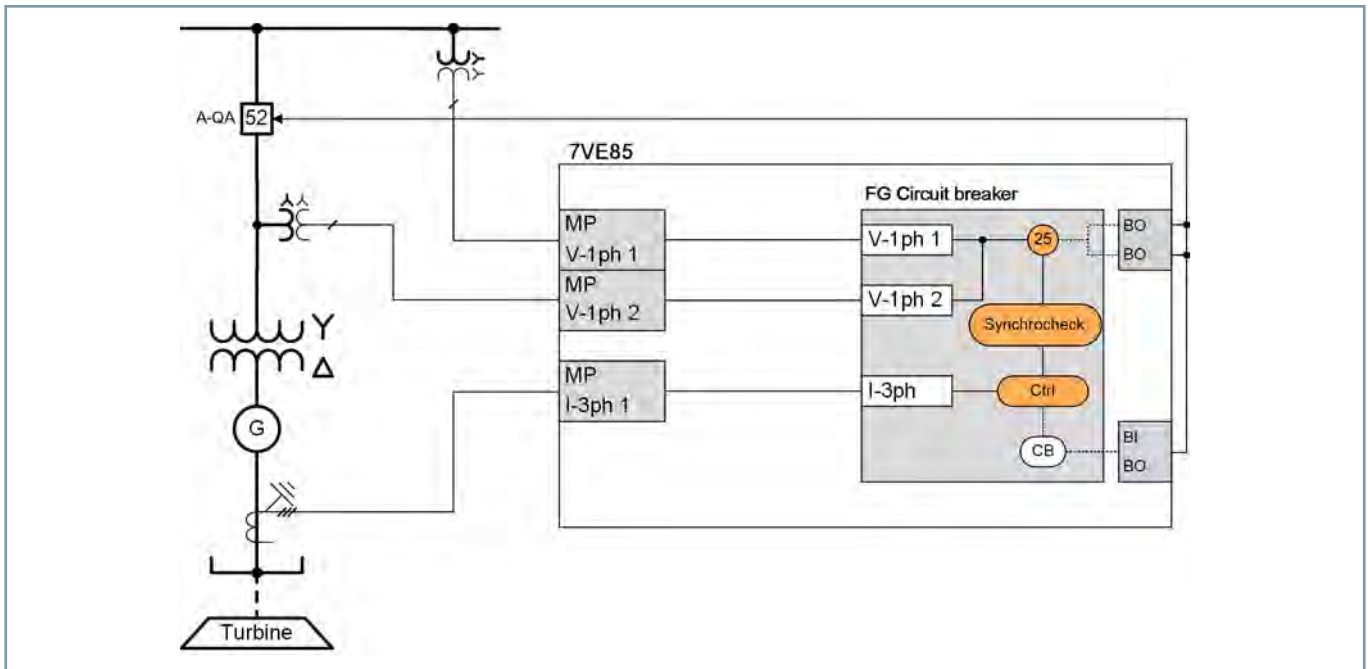 A-QA 52
7VE85
FG Circuit breaker
MP
V-1ph 1
V-1ph 1
25
BO
BO
MP
V-1ph 2
V-1ph 2
Synchrocheck
MP
I-3ph 1
I-3ph
Ctrl
CB
BI
BO
Y
Δ
G
Turbine